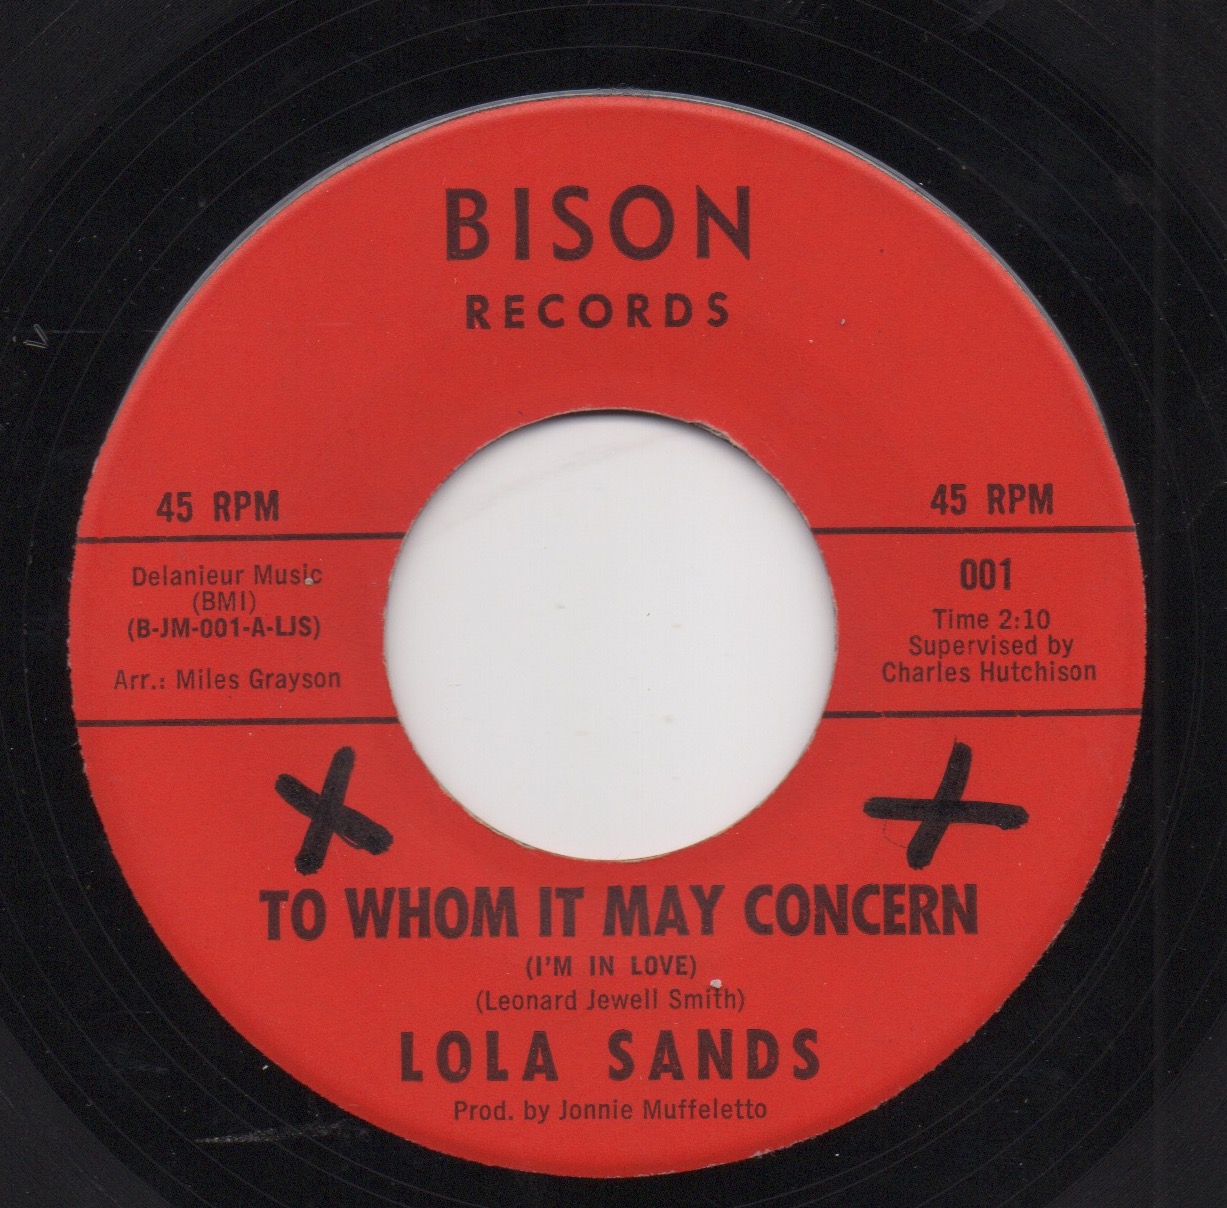 BISON
RECORDS
45 RPM
45 RPM
Delanieur Music
(BMI)
(B-JM-001-A-LJS)
Arr.: Miles Grayson
001
Time 2:10
Supervised by
Charles Hutchison
TO WHOM IT MAY CONCERN
(I'M IN LOVE)
(Leonard Jewell Smith)
LOLA SANDS
Prod. by Jonnie Muffeletto